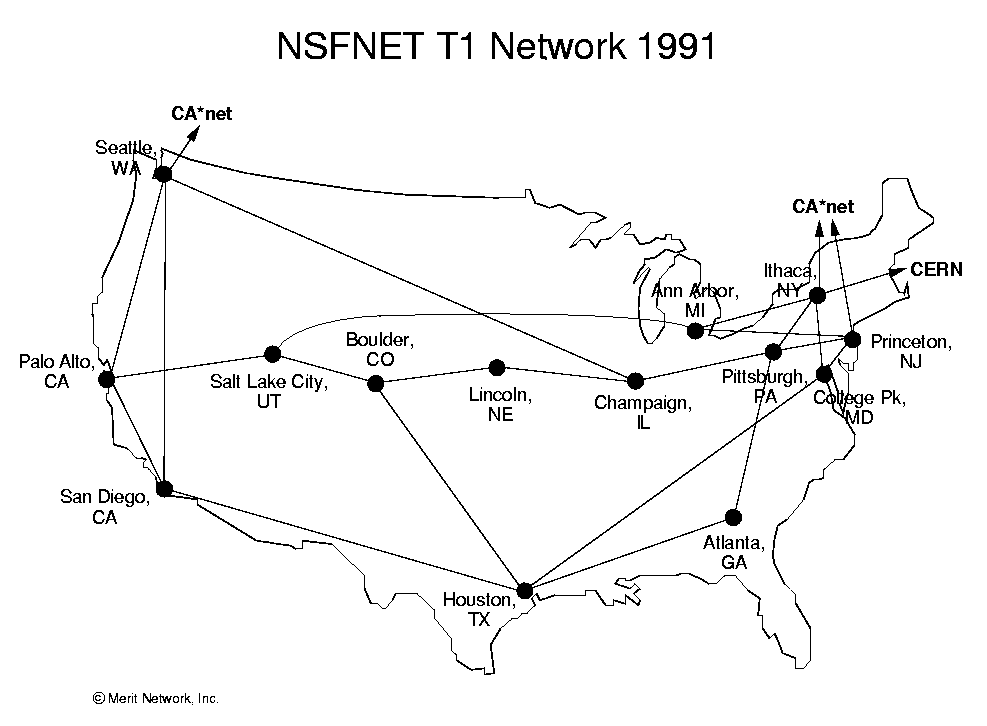 NSFNET T1 Network 1991
CA*net
Seattle,
WA
CA*net
Ithaca,
NY
CERN
Ann Arbor,
MI
Boulder,
CO
Princeton,
NJ
Palo Alto,
CA
Salt Lake City,
UT
Lincoln,
NE
Champaign,
IL
Pittsburgh,
PA
College Pk,
MD
San Diego,
CA
Atlanta,
GA
Houston,
TX
© Merit Network, Inc.